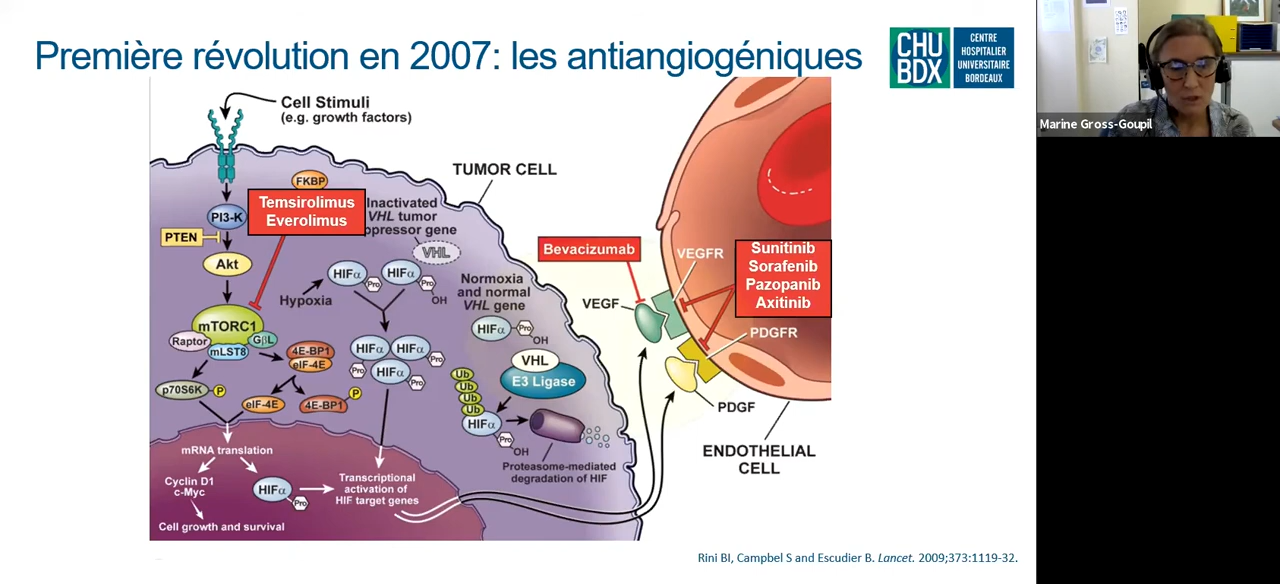 Première révolution en 2007: les antiangiogéniques
CHU
BDX
CENTRE
HOSPITALIER
UNIVERSITAIRE
BORDEAUX
Marine Gross-Goupil
Cell Stimuli
(e.g. growth factors)
TUMOR CELL
FKBP
Temsirolimus
Everolimus
Inactivated
VHL tumor
ppressor gene
VHL
PI3-K
PTEN
Akt
HIFα
Pro
HIFα
Pro
OH
Hypoxia
Normoxia
and normal
VHL gene
Bevacizumab
VEGFR
Sunitinib
Sorafenib
Pazopanib
Axitinib
VEGF
PDGFR
mTORC1
Raptor
GβL
mLST8
HIFα
Pro
OH
4E-BP1
eIF-4E
HIFα
HIFα
Pro
HIFα
Pro
Pro
VHL
E3 Ligase
p70S6K
P
eIF-4E
4E-BP1
P
Ub
Ub
Ub
Ub
HIFα
Pro
OH
PDGF
ENDOTHELIAL
CELL
mRNA translation
Proteasome-mediated
degradation of HIF
Cyclin D1
c-Myc
HIFα
Pro
Transcriptional
activation of
HIF target genes
Cell growth and survival
Rini BI, Campbel S and Escudier B. Lancet. 2009;373:1119-32.